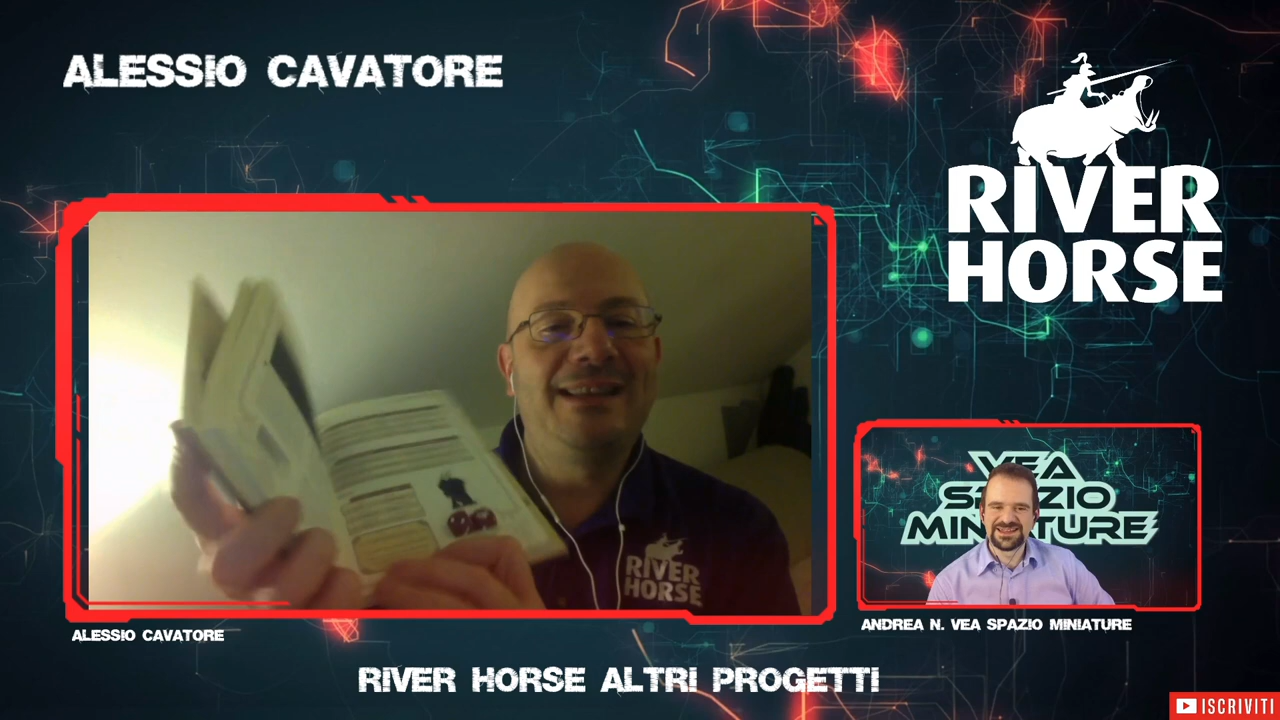 ALESSIO CAVATORE
RIVER
HORSE
RIVER
HORSE
VEA
SPAZIO
ALESSIO CAVATORE
ANDREA N. VEA SPAZIO MINIATURE
RIVER HORSE ALTRI PROGETTI
ISCRIVITI